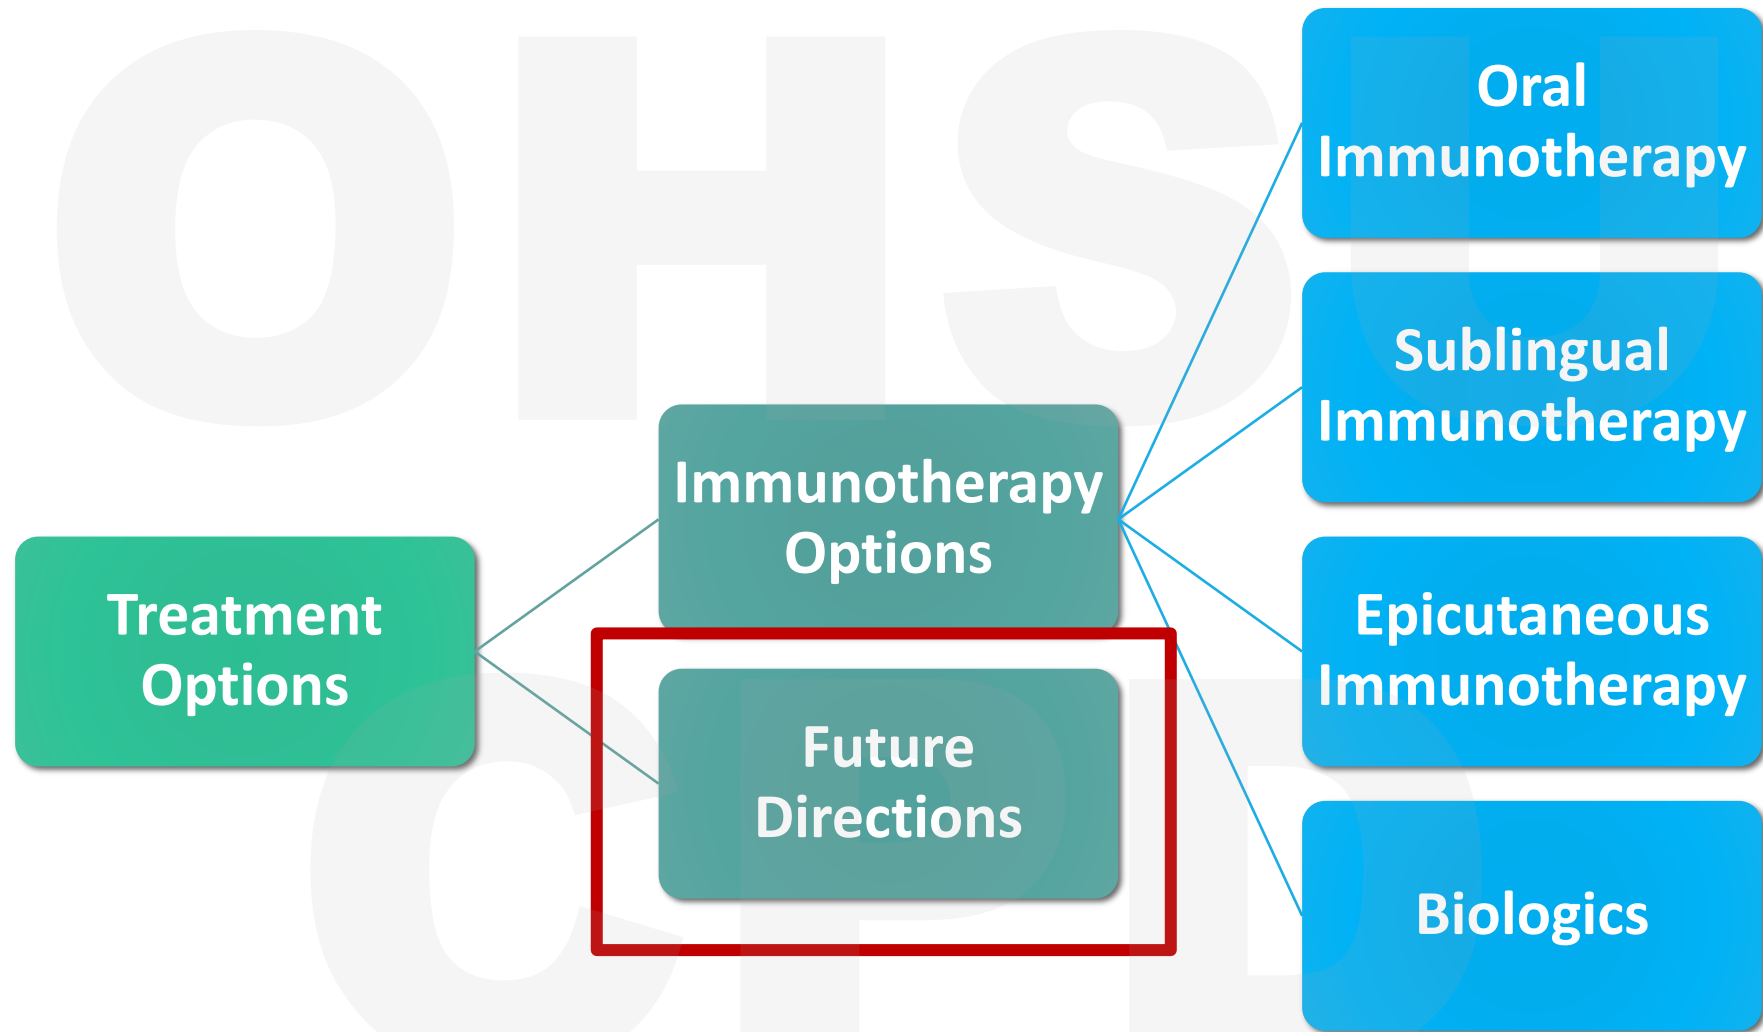 OHSU
CPD
Treatment
Options
Immunotherapy
Options
Future
Directions
Oral
Immunotherapy
Sublingual
Immunotherapy
Epicutaneous
Immunotherapy
Biologics